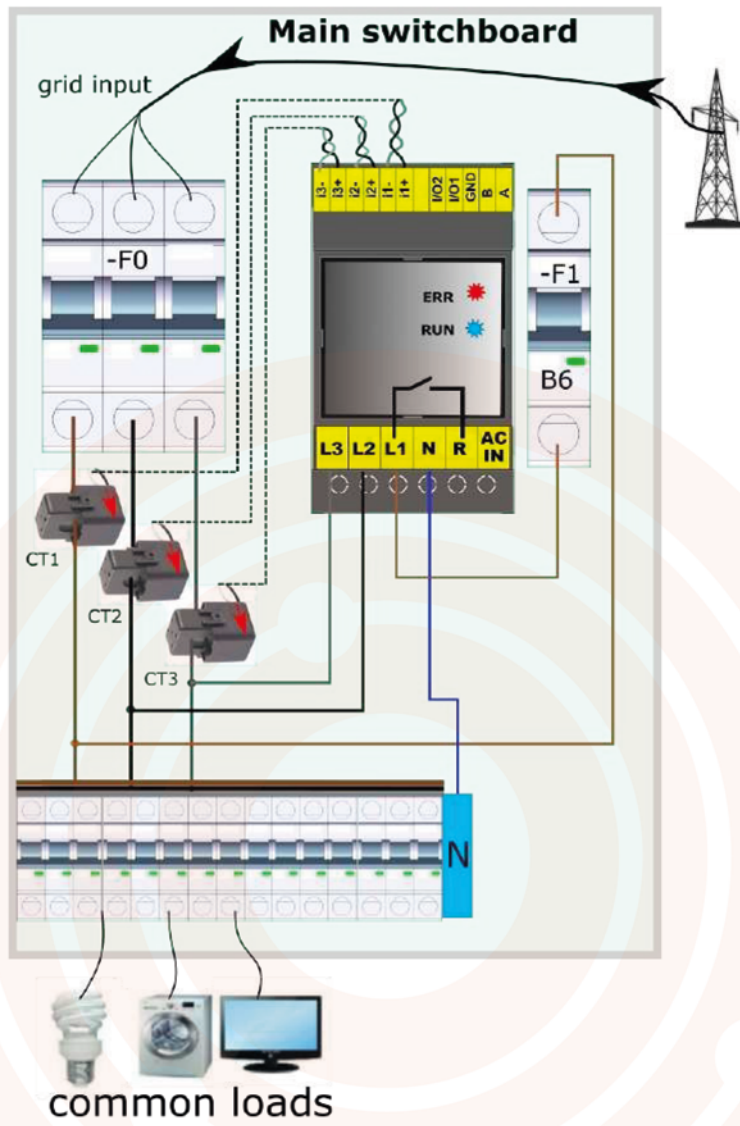 Main switchboard
grid input
i3- i3+ i2- i2+ i1- i1+ I/O2 I/O1 GND B A
-F0
-F1
ERR
RUN
B6
L3 L2 L1 N R AC IN
CT1
CT2
CT3
N
common loads